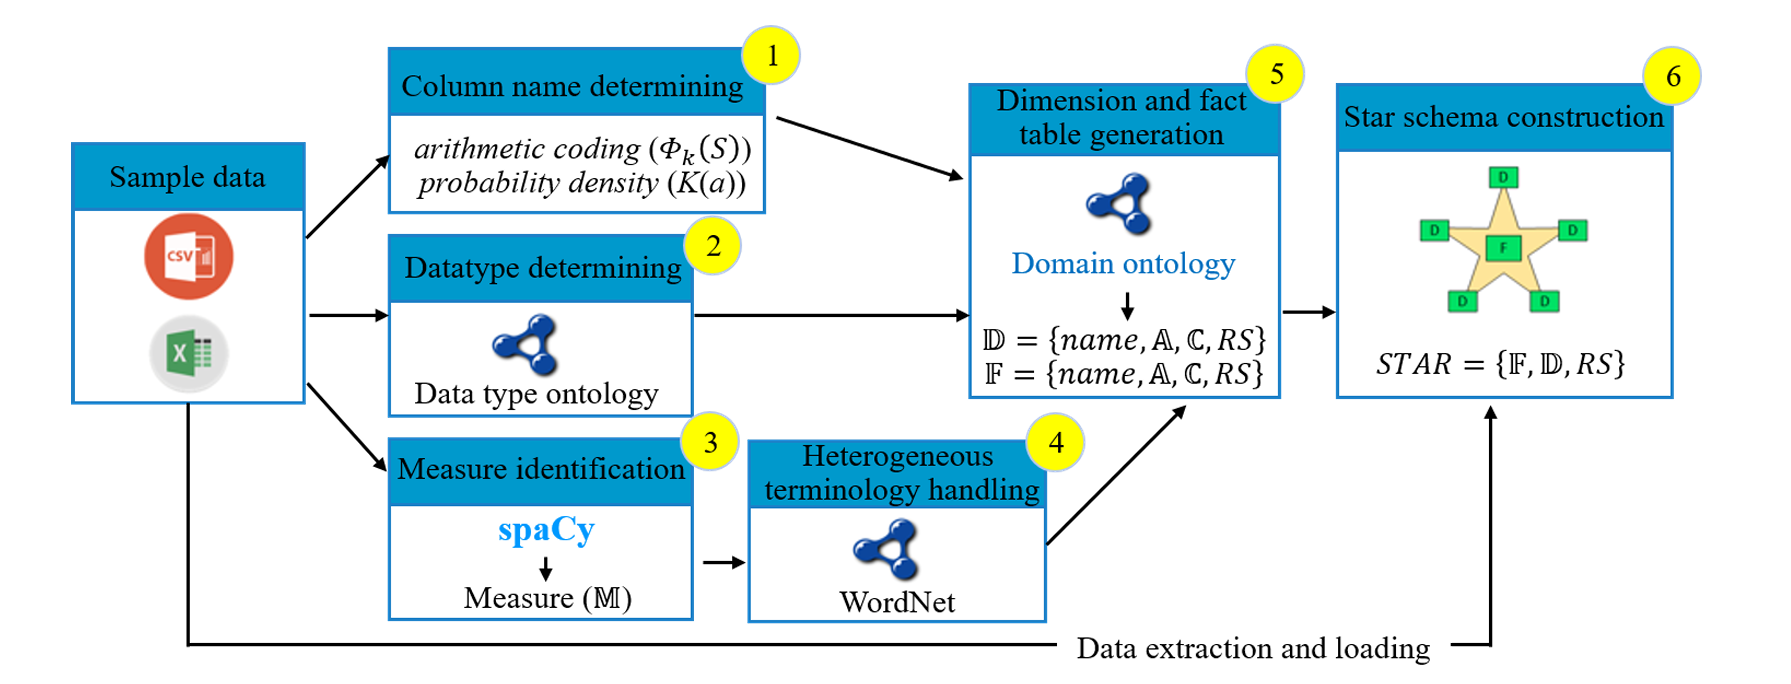 Sample data
CSV
X
1
Column name determining
arithmetic coding (Φₖ(S))
probability density (K(a))
2
Datatype determining
Data type ontology
3
Measure identification
spaCy
Measure (𝕄)
4
Heterogeneous
terminology handling
WordNet
5
Dimension and fact
table generation
Domain ontology
𝔻 = {name, 𝔸, ℂ, RS}
𝔽 = {name, 𝔸, ℂ, RS}
6
Star schema construction
D
D
D
F
D
D
STAR = {𝔽, 𝔻, RS}
Data extraction and loading